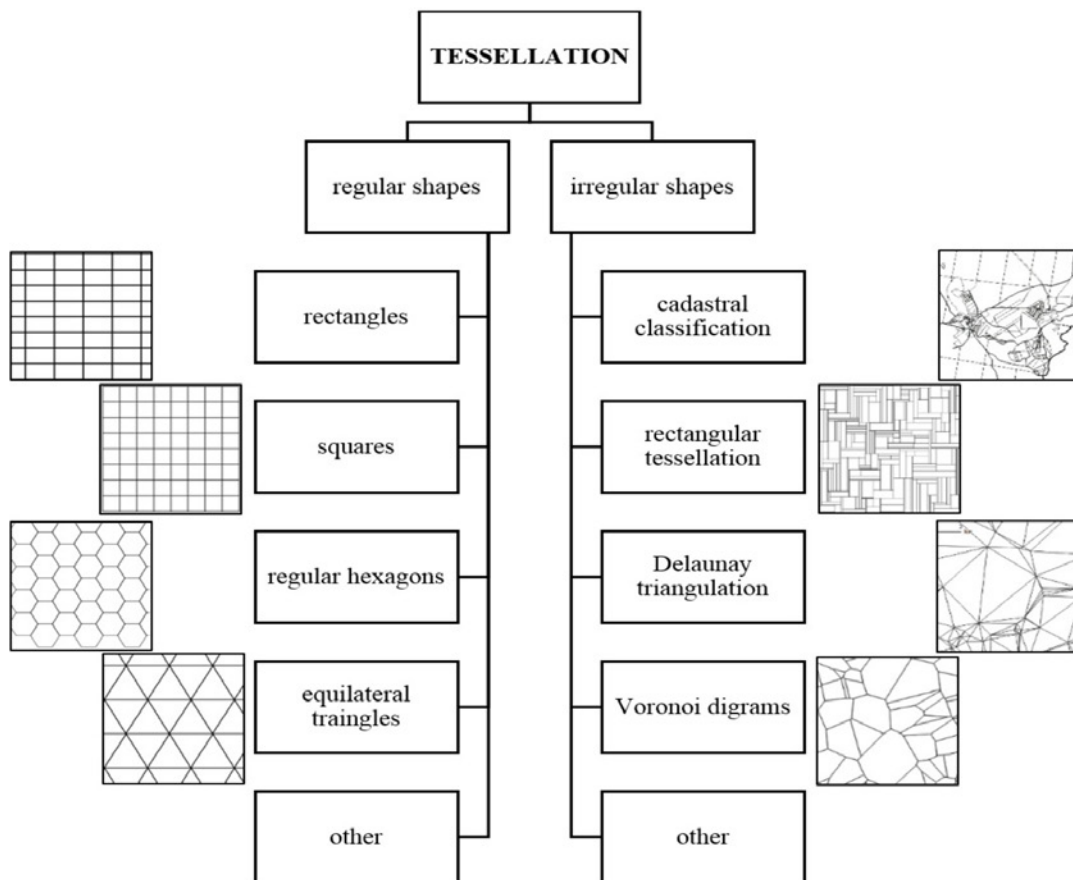 TESSELLATION
regular shapes
irregular shapes
rectangles
squares
regular hexagons
equilateral
traingles
other
cadastral
classification
rectangular
tessellation
Delaunay
triangulation
Voronoi digrams
other